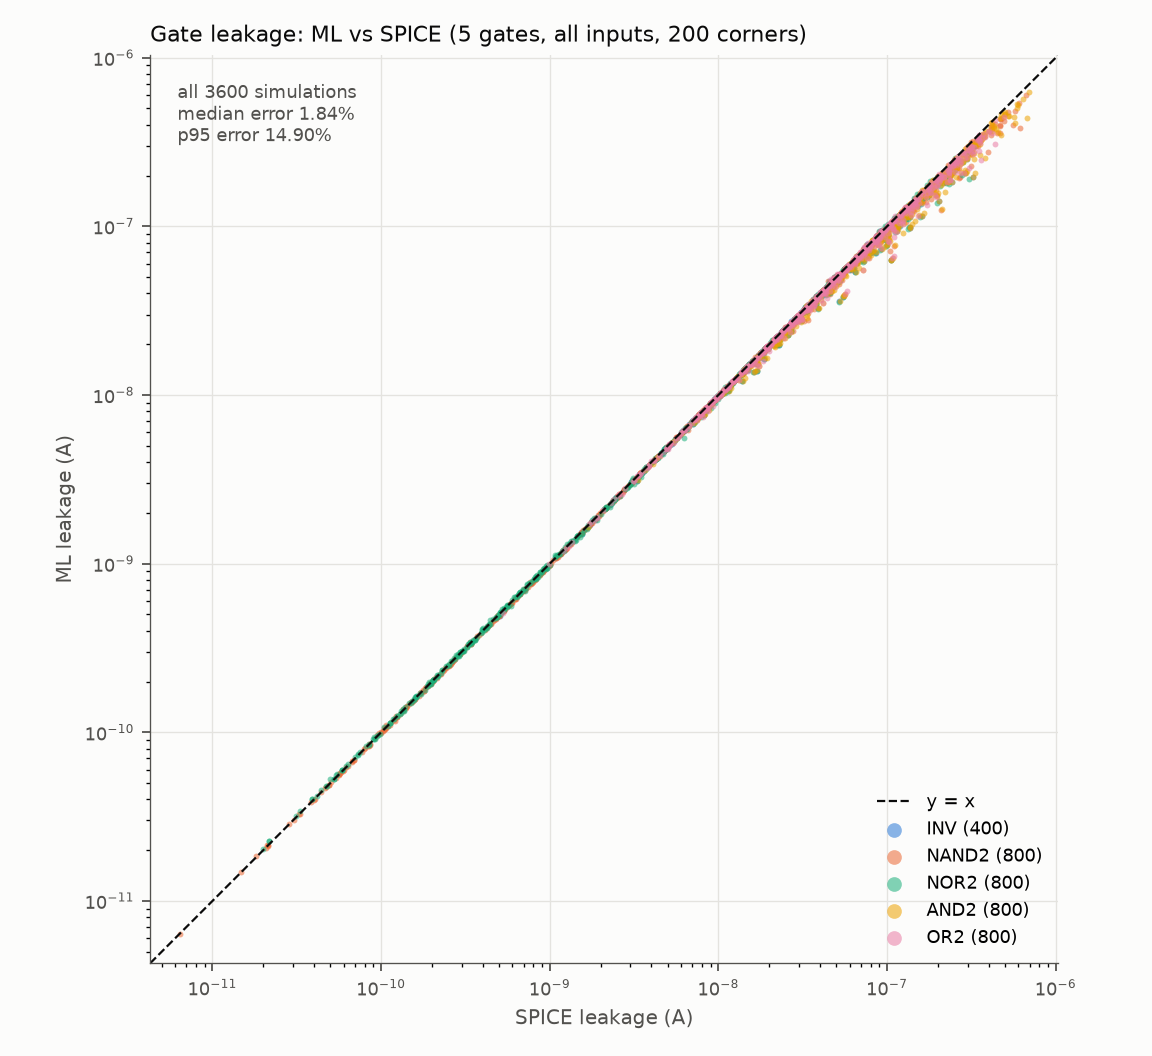 Gate leakage: ML vs SPICE (5 gates, all inputs, 200 corners)
all 3600 simulations
median error 1.84%
p95 error 14.90%
10⁻⁶
10⁻⁷
10⁻⁸
10⁻⁹
10⁻¹⁰
10⁻¹¹
ML leakage (A)
y = x
INV (400)
NAND2 (800)
NOR2 (800)
AND2 (800)
OR2 (800)
10⁻¹¹ 10⁻¹⁰ 10⁻⁹ 10⁻⁸ 10⁻⁷ 10⁻⁶
SPICE leakage (A)